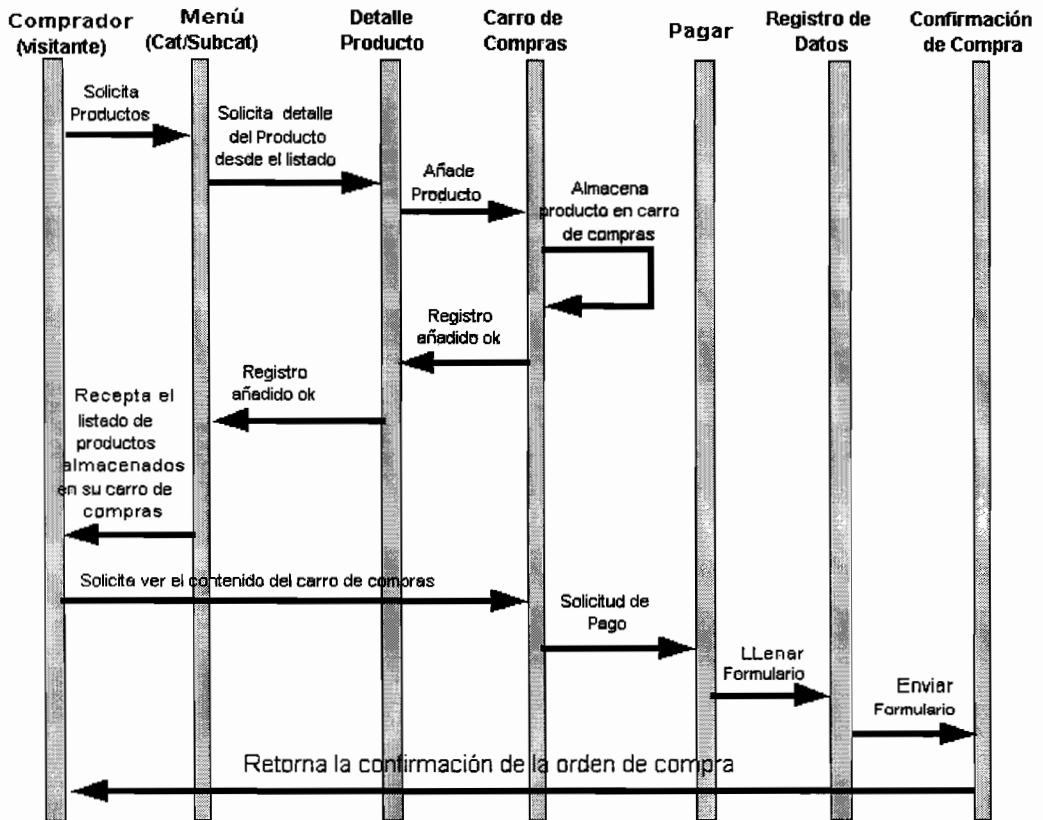 Comprador
(visitante)
Menú
(Cat/Subcat)
Detalle
Producto
Carro de
Compras
Pagar
Registro de
Datos
Confirmación
de Compra
Solicita
Productos
Solicita detalle
del Producto
desde el listado
Añade
Producto
Almacena
producto en carro
de compras
Registro
añadido ok
Registro
añadido ok
Recepta el
listado de
productos
almacenados
en su carro de
compras
Solicita ver el contenido del carro de compras
Solicitud de
Pago
LLenar
Formulario
Enviar
Formulario
Retorna la confirmación de la orden de compra